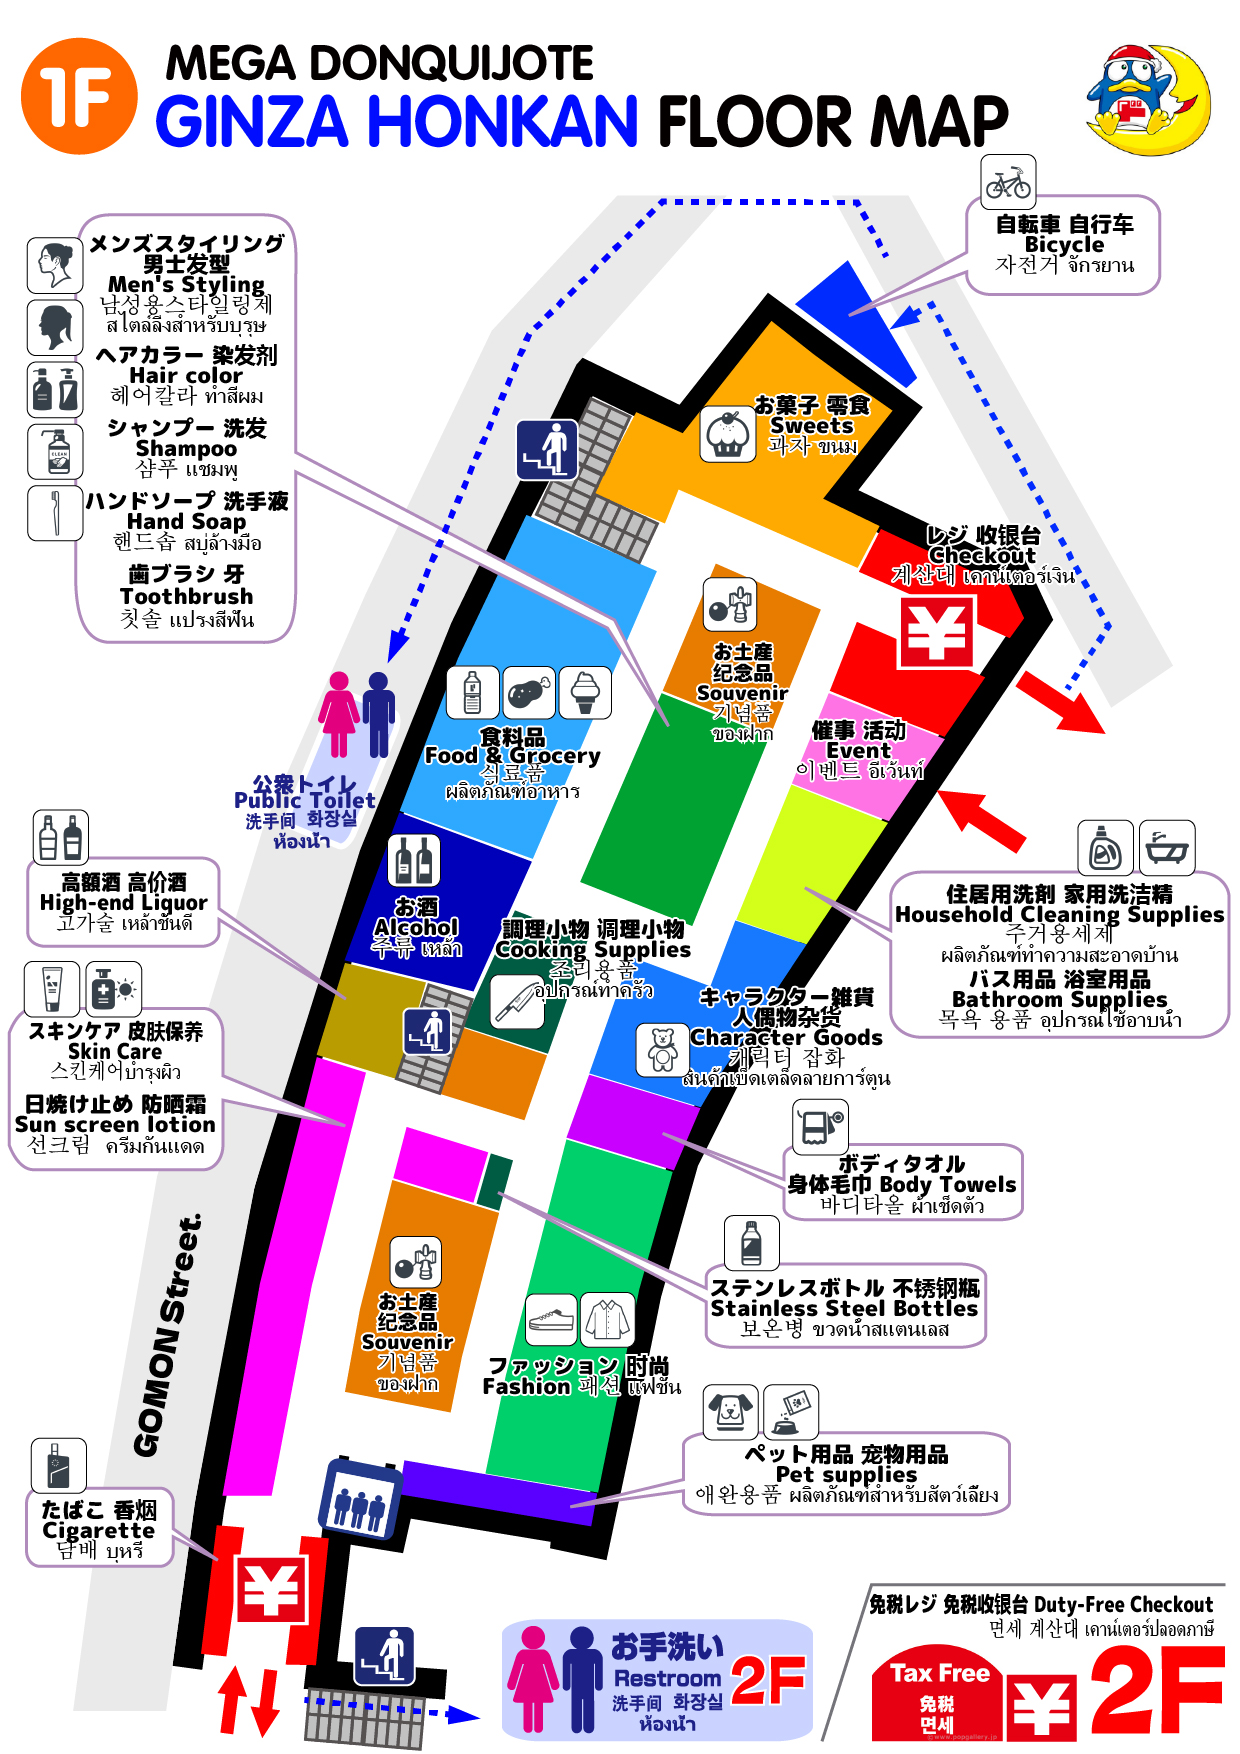 1F
MEGA DONQUIJOTE
GINZA HONKAN FLOOR MAP
自転車 自行车
Bicycle
자전거 จักรยาน
メンズスタイリング
男士发型
Men's Styling
남성용스타일링제
สไตล์ลิ่งสำหรับบุรุษ
ヘアカラー 染发剂
Hair color
헤어칼라 ทำสีผม
シャンプー 洗发
Shampoo
샴푸 แชมพู
ハンドソープ 洗手液
Hand Soap
핸드솝 สบู่ล้างมือ
歯ブラシ 牙
Toothbrush
칫솔 แปรงสีฟัน
CLEAN
お菓子 零食
Sweets
과자 ขนม
レジ 收银台
Checkout
계산대 เคาน์เตอร์เงิน
¥
お土産
纪念品
Souvenir
기념품
ของฝาก
催事 活动
Event
이벤트 อีเว้นท์
食料品
Food & Grocery
식료품
ผลิตภัณฑ์อาหาร
公衆トイレ
Public Toilet
洗手间 화장실
ห้องน้ำ
高額酒 高价酒
High-end Liquor
고가술 เหล้าชั้นดี
お酒
Alcohol
주류 เหล้า
調理小物 调理小物
Cooking Supplies
조리용품
อุปกรณ์ทำครัว
住居用洗剤 家用洗洁精
Household Cleaning Supplies
주거용세제
ผลิตภัณฑ์ทำความสะอาดบ้าน
バス用品 浴室用品
Bathroom Supplies
목욕 용품 อุปกรณ์ใช้อาบน้ำ
キャラクター雑貨
人偶物杂货
Character Goods
캐릭터 잡화
สินค้าเบ็ดเตล็ดลายการ์ตูน
スキンケア 皮肤保养
Skin Care
스킨케어บำรุงผิว
日焼け止め 防晒霜
Sun screen lotion
선크림 ครีมกันแดด
ボディタオル
身体毛巾 Body Towels
바디타올 ผ้าเช็ดตัว
ステンレスボトル 不锈钢瓶
Stainless Steel Bottles
보온병 ขวดน้ำสแตนเลส
GOMON Street.
お土産
纪念品
Souvenir
기념품
ของฝาก
ファッション 时尚
Fashion 패션 แฟชั่น
ペット用品 宠物用品
Pet supplies
애완용품 ผลิตภัณฑ์สำหรับสัตว์เลี้ยง
たばこ 香烟
Cigarette
담배 บุหรี่
¥
お手洗い
Restroom
洗手间 화장실
ห้องน้ำ
2F
免税レジ 免税收银台 Duty-Free Checkout
면세 계산대 เคาน์เตอร์ปลอดภาษี
Tax Free
免税
면세
¥
2F
©www.popgallery.jp